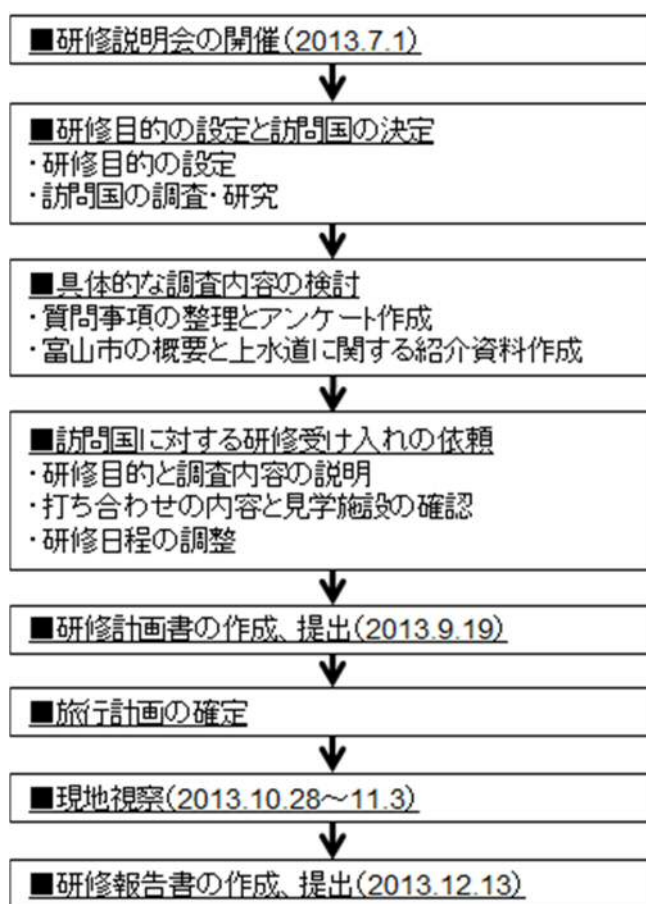 ■研修説明会の開催(2013.7.1)
■研修目的の設定と訪問国の決定
・研修目的の設定
・訪問国の調査・研究
■具体的な調査内容の検討
・質問事項の整理とアンケート作成
・富山市の概要と上水道に関する紹介資料作成
■訪問国に対する研修受け入れの依頼
・研修目的と調査内容の説明
・打ち合わせの内容と見学施設の確認
・研修日程の調整
■研修計画書の作成、提出(2013.9.19)
■旅行計画の確定
■現地視察(2013.10.28～11.3)
■研修報告書の作成、提出(2013.12.13)